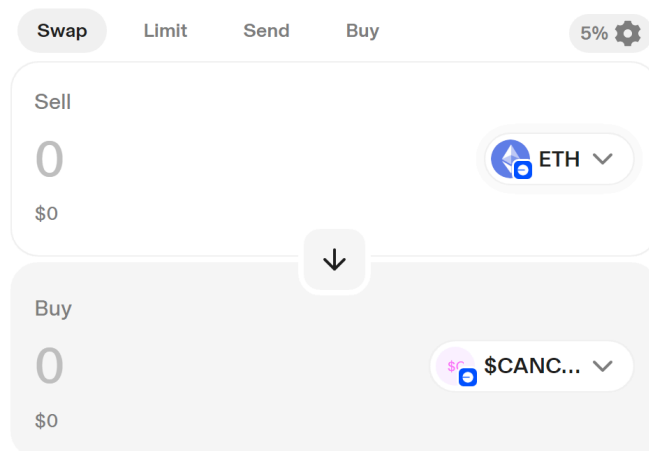 Swap Limit Send Buy 5%
Sell
0
ETH
$0
Buy
0
$C
$CANC...
$0